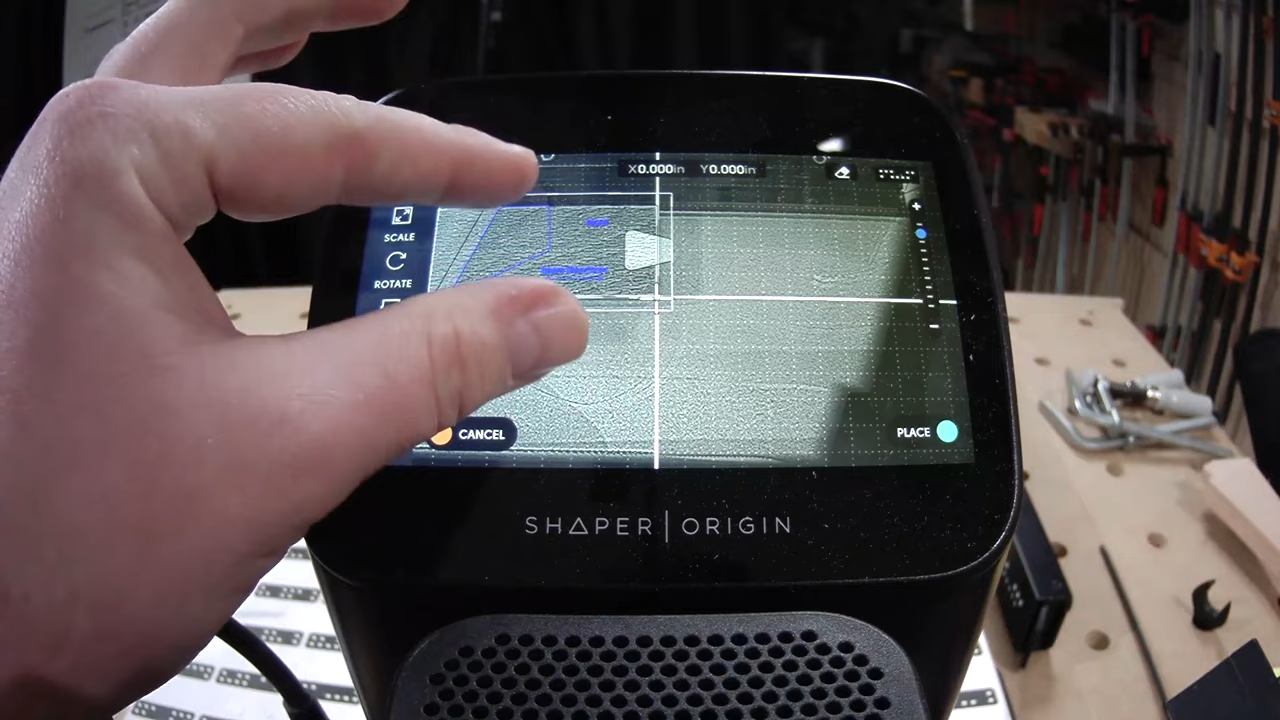 X0.000in Y0.000in
SCALE
ROTATE
CANCEL
PLACE
SHAPER | ORIGIN